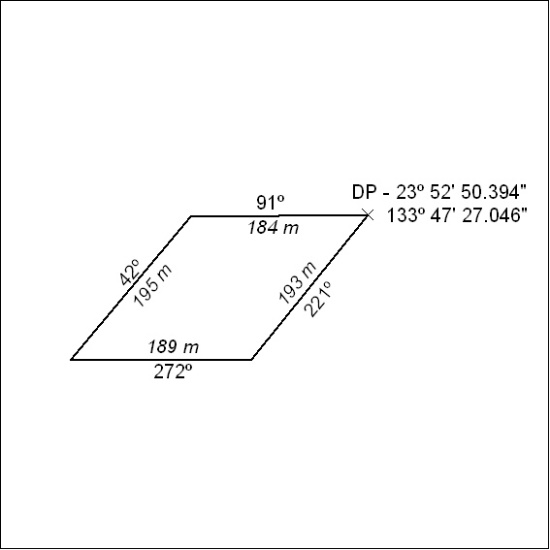 91º
DP - 23º 52' 50.394"
133º 47' 27.046"
184 m
42º
195 m
193 m
221º
189 m
272º